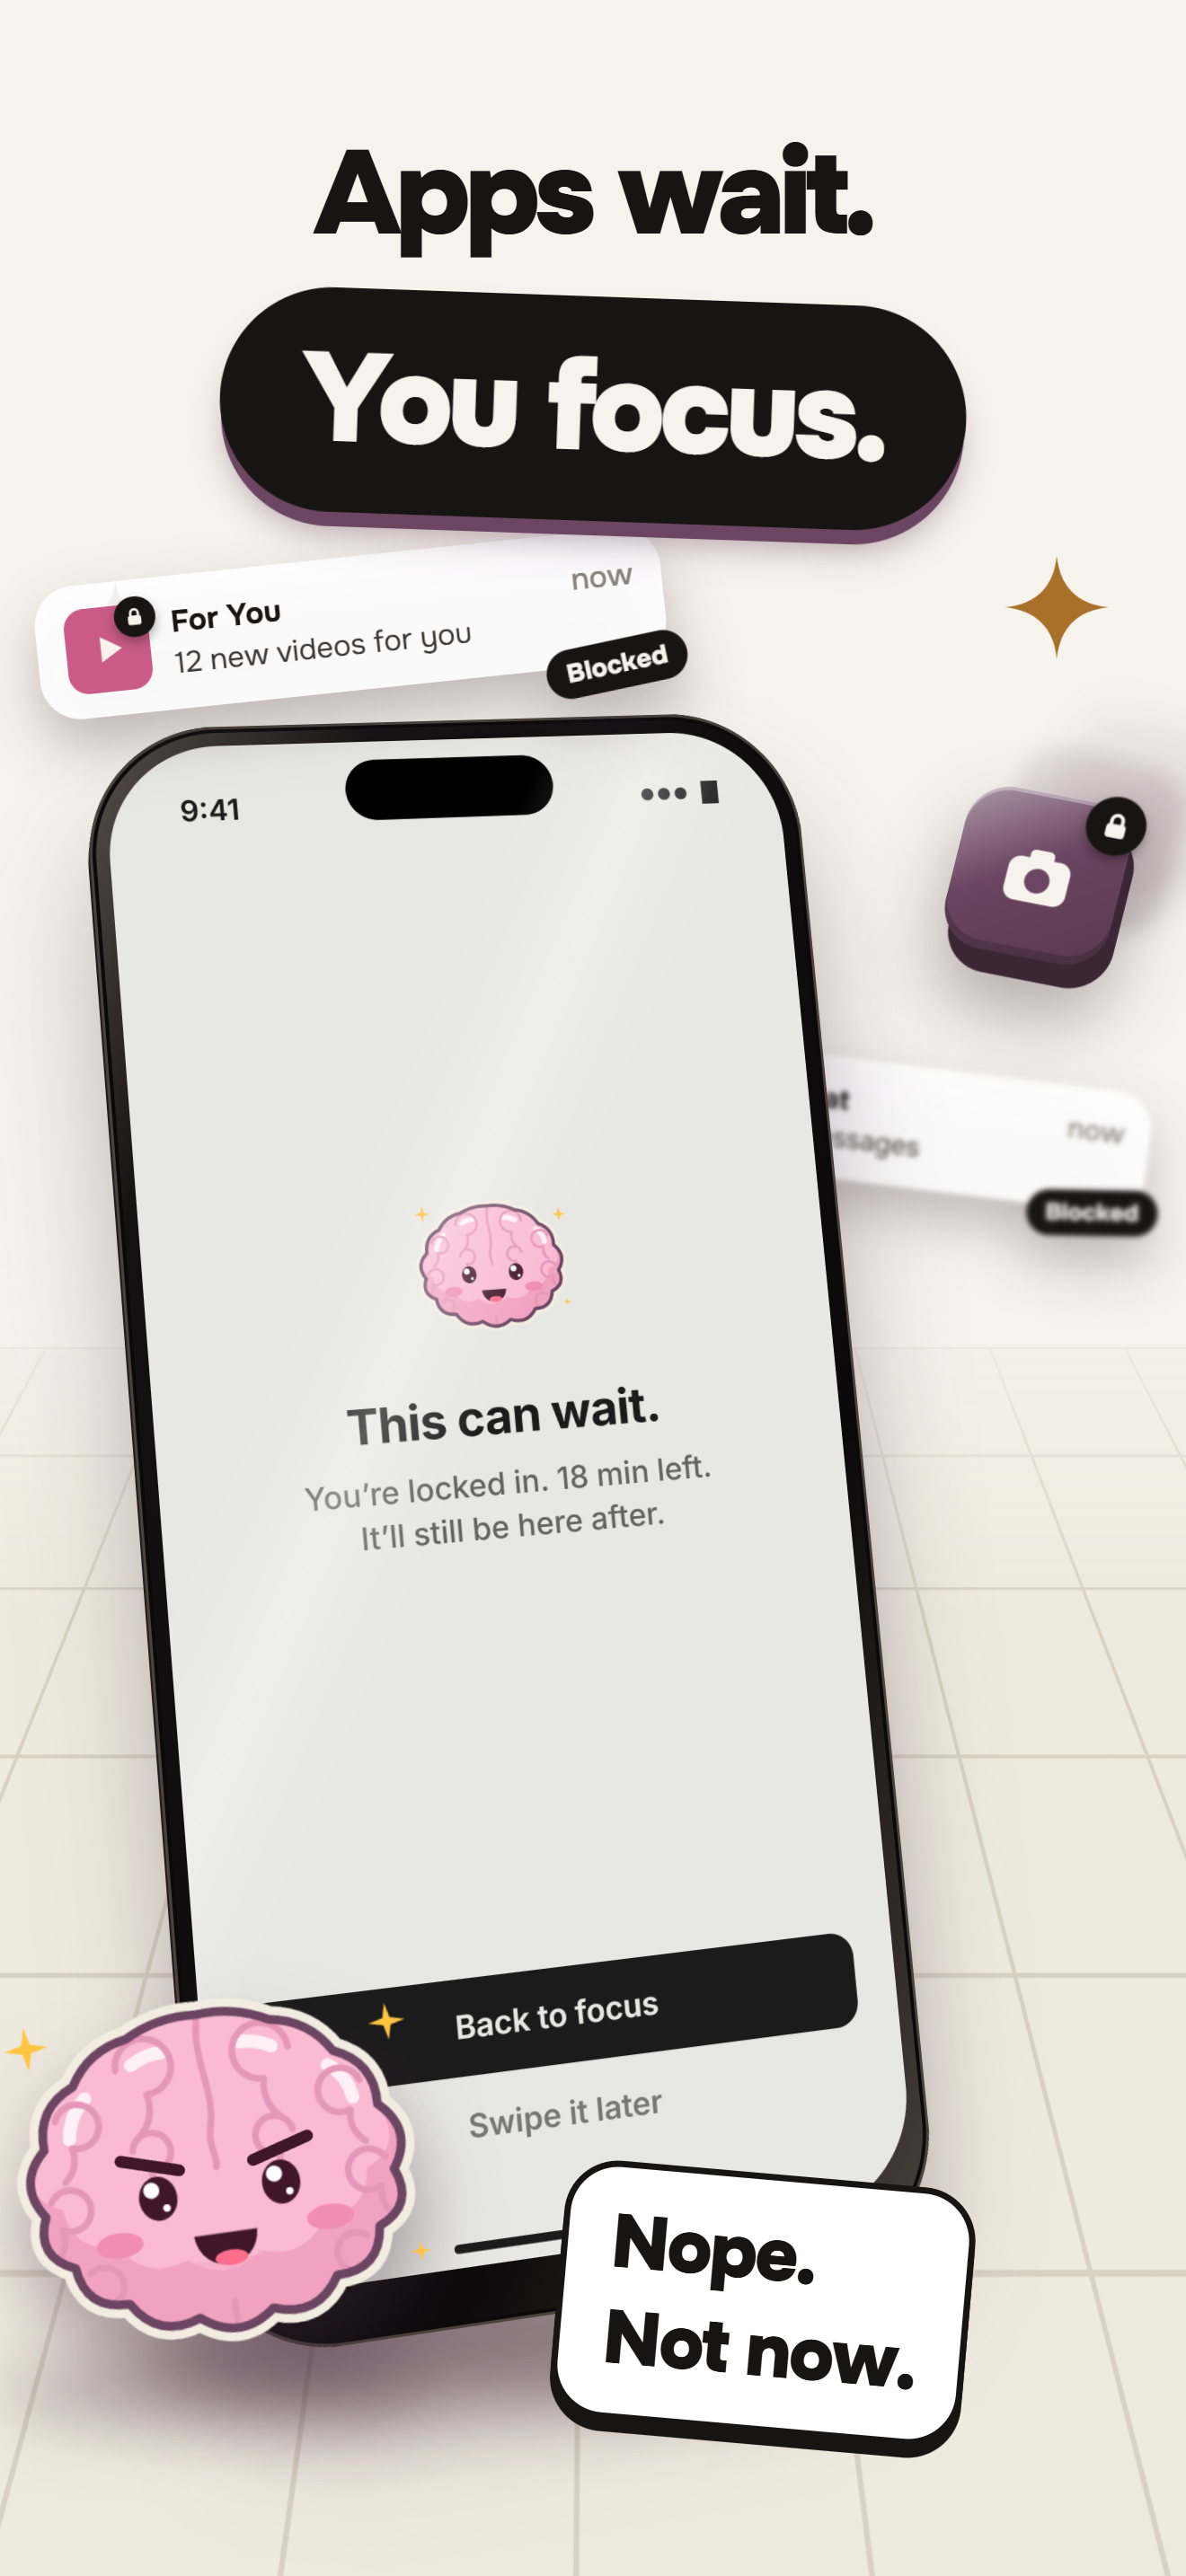 Apps wait.
You focus.
now
For You
12 new videos for you
Blocked
9:41
now
Blocked
This can wait.
You’re locked in. 18 min left.
It’ll still be here after.
Back to focus
Swipe it later
Nope.
Not now.